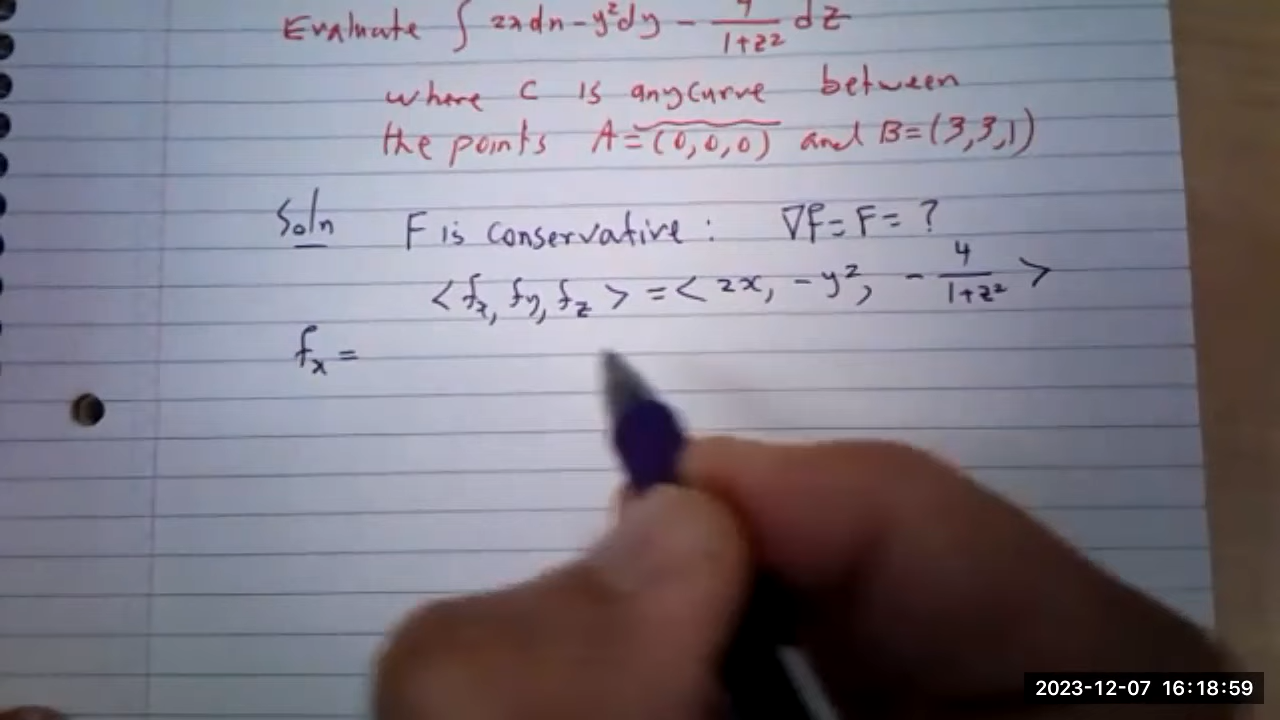 Evaluate ∫ 2x dx - y² dy - 4/(1+z²) dz
where C is any curve between
the points A = (0,0,0) and B = (3,3,1)
Soln F is conservative : ∇f = F = ?
< fx, fy, fz > = < 2x, -y², - 4/(1+z²) >
fx =
2023-12-07 16:18:59